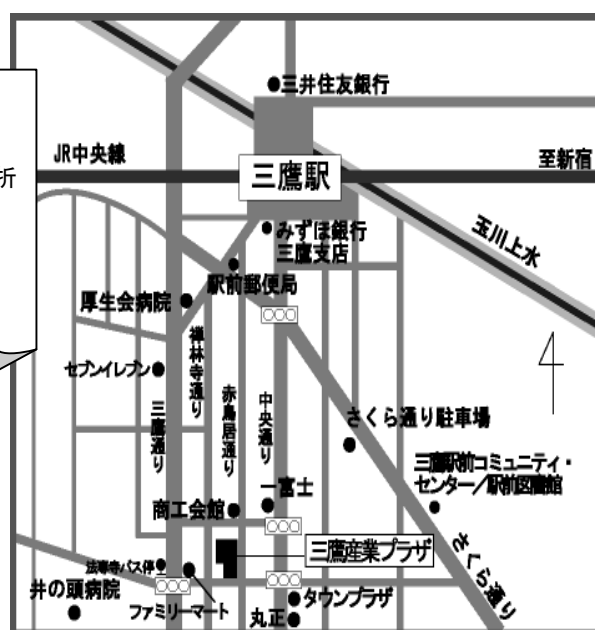 三井住友銀行
JR中央線
至新宿
折
三鷹駅
みずほ銀行
三鷹支店
玉川上水
駅前郵便局
厚生会病院
禅林寺通り
セブンイレブン
赤鳥居通り
中央通り
三鷹通り
さくら通り駐車場
三鷹駅前コミュニティ・
センター/駅前図書館
一富士
商工会館
三鷹産業プラザ
さくら通り
法専寺バス停
井の頭病院
ファミリーマート
タウンプラザ
丸正